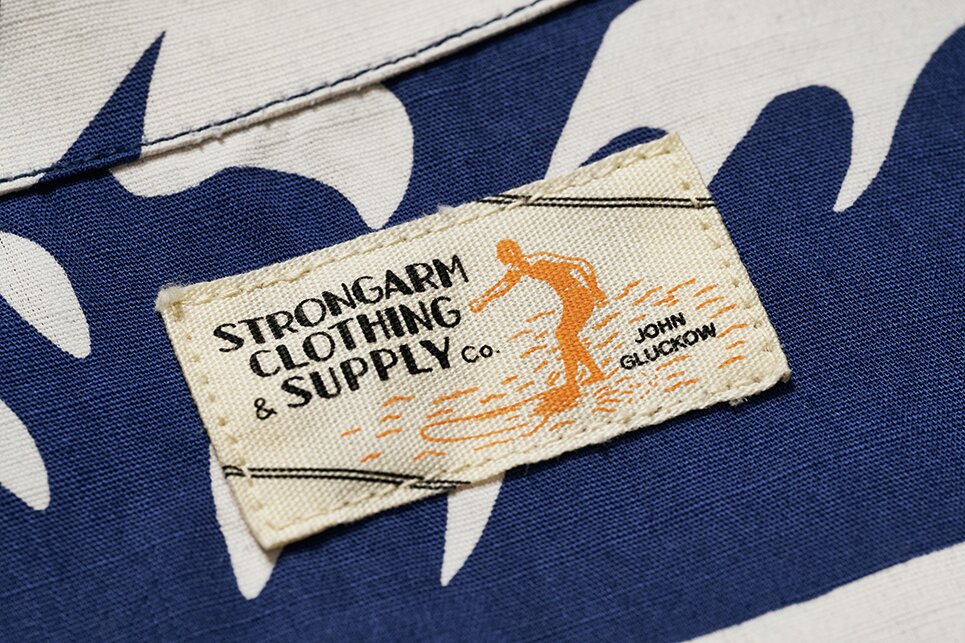 STRONGARM
CLOTHING
& SUPPLY Co.
JOHN
GLUCKOW